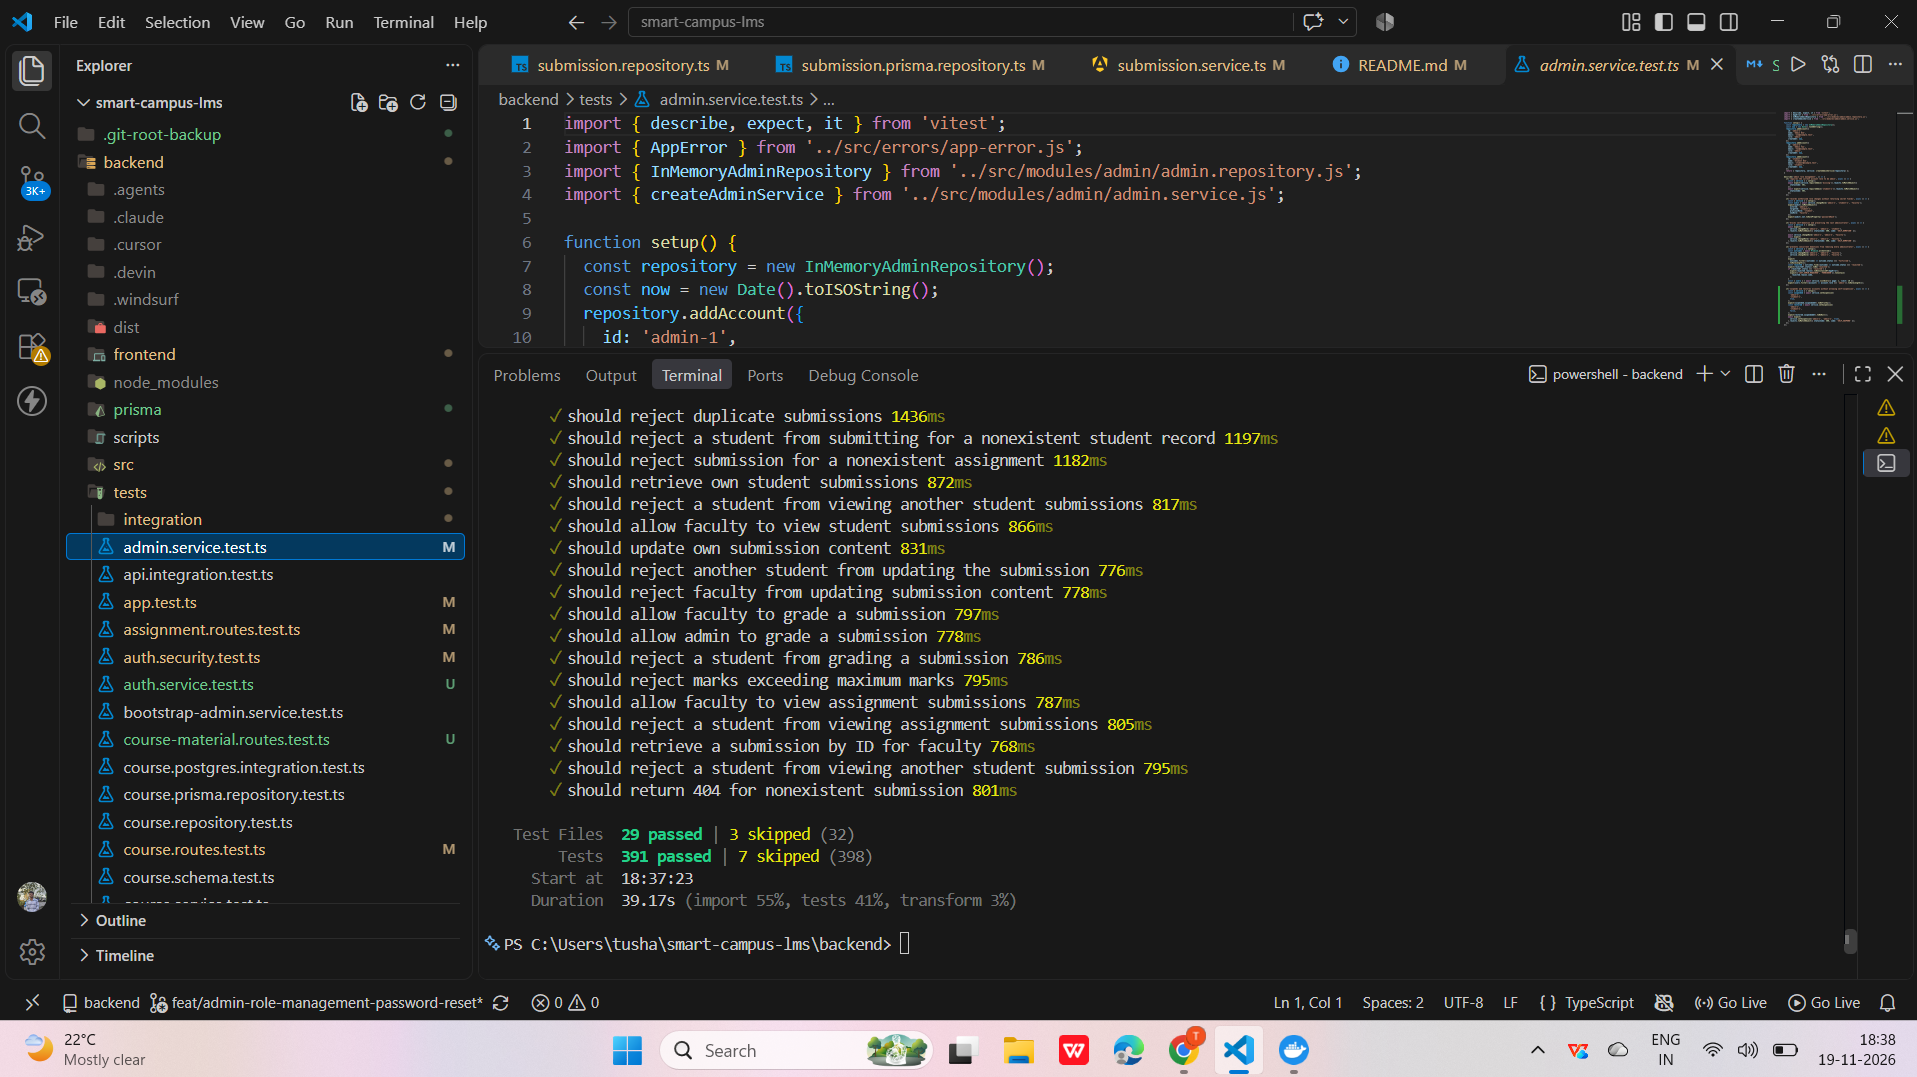 File Edit Selection View Go Run Terminal Help
smart-campus-lms
Explorer
smart-campus-lms
.git-root-backup
backend
.agents
.claude
.cursor
.devin
.windsurf
dist
frontend
node_modules
prisma
scripts
src
tests
integration
admin.service.test.ts M
api.integration.test.ts
app.test.ts M
assignment.routes.test.ts M
auth.security.test.ts M
auth.service.test.ts U
bootstrap-admin.service.test.ts
course-material.routes.test.ts U
course.postgres.integration.test.ts
course.prisma.repository.test.ts
course.repository.test.ts
course.routes.test.ts M
course.schema.test.ts
Outline
Timeline
3K+
submission.repository.ts M
submission.prisma.repository.ts M
submission.service.ts M
README.md M
admin.service.test.ts M
S
backend > tests > admin.service.test.ts > ...
1 import { describe, expect, it } from 'vitest';
2 import { AppError } from '../src/errors/app-error.js';
3 import { InMemoryAdminRepository } from '../src/modules/admin/admin.repository.js';
4 import { createAdminService } from '../src/modules/admin/admin.service.js';
5
6 function setup() {
7 const repository = new InMemoryAdminRepository();
8 const now = new Date().toISOString();
9 repository.addAccount({
10 id: 'admin-1',
Problems Output Terminal Ports Debug Console
powershell - backend
✓ should reject duplicate submissions 1436ms
✓ should reject a student from submitting for a nonexistent student record 1197ms
✓ should reject submission for a nonexistent assignment 1182ms
✓ should retrieve own student submissions 872ms
✓ should reject a student from viewing another student submissions 817ms
✓ should allow faculty to view student submissions 866ms
✓ should update own submission content 831ms
✓ should reject another student from updating the submission 776ms
✓ should reject faculty from updating submission content 778ms
✓ should allow faculty to grade a submission 797ms
✓ should allow admin to grade a submission 778ms
✓ should reject a student from grading a submission 786ms
✓ should reject marks exceeding maximum marks 795ms
✓ should allow faculty to view assignment submissions 787ms
✓ should reject a student from viewing assignment submissions 805ms
✓ should retrieve a submission by ID for faculty 768ms
✓ should reject a student from viewing another student submission 795ms
✓ should return 404 for nonexistent submission 801ms
Test Files 29 passed | 3 skipped (32)
Tests 391 passed | 7 skipped (398)
Start at 18:37:23
Duration 39.17s (import 55%, tests 41%, transform 3%)
PS C:\Users\tusha\smart-campus-lms\backend>
backend feat/admin-role-management-password-reset* 0 0
Ln 1, Col 1 Spaces: 2 UTF-8 LF { } TypeScript Go Live Go Live
22°C
Mostly clear
Search
T
ENG
IN
18:38
19-11-2026